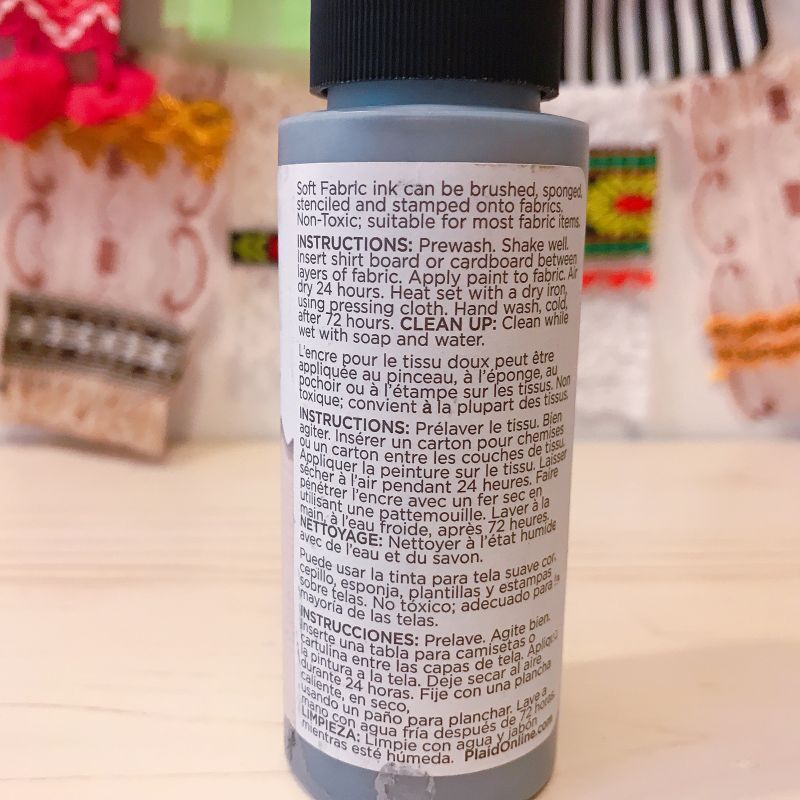 Soft Fabric ink can be brushed, sponged,
stenciled and stamped onto fabrics.
Non-Toxic; suitable for most fabric items.
INSTRUCTIONS: Prewash. Shake well.
Insert shirt board or cardboard between
layers of fabric. Apply paint to fabric. Air
dry 24 hours. Heat set with a dry iron,
using pressing cloth. Hand wash, cold,
after 72 hours. CLEAN UP: Clean while
wet with soap and water.
L'encre pour le tissu doux peut être
appliquée au pinceau, à l'éponge, au
pochoir ou à l'étampe sur les tissus. Non
toxique; convient à la plupart des tissus.
INSTRUCTIONS: Prélaver le tissu. Bien
agiter. Insérer un carton pour chemises
ou un carton entre les couches de tissu.
Appliquer la peinture sur le tissu. Laisser
sécher à l'air pendant 24 heures. Faire
pénétrer l'encre avec un fer sec en
utilisant une pattemouille. Laver à la
main, à l'eau froide, après 72 heures.
NETTOYAGE: Nettoyer à l'état humide
avec de l'eau et du savon.
Puede usar la tinta para tela suave con
cepillo, esponja, plantillas y estampas
sobre telas. No tóxico; adecuado para la
mayoría de las telas.
INSTRUCCIONES: Prelave. Agite bien.
Inserte una tabla para camisetas o
cartulina entre las capas de tela. Aplique
la pintura a la tela. Deje secar al aire
durante 24 horas. Fije con una plancha
caliente, en seco,
usando un paño para planchar. Lave a
mano con agua fría después de 72 horas.
LIMPIEZA: Limpie con agua y jabón
mientras esté húmeda. PlaidOnline.com